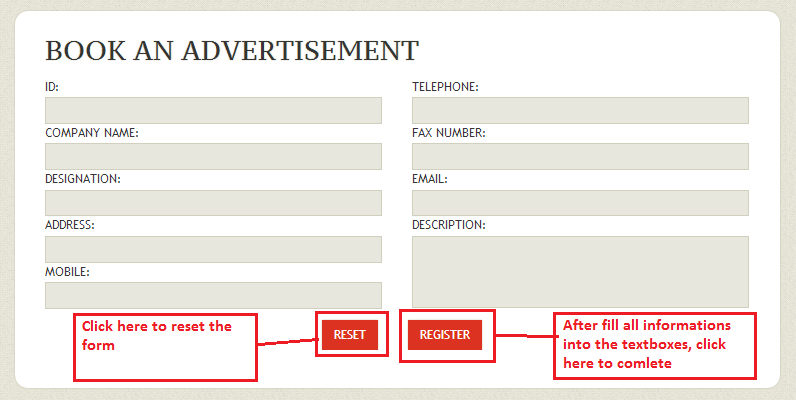 BOOK AN ADVERTISEMENT
ID:
TELEPHONE:
COMPANY NAME:
FAX NUMBER:
DESIGNATION:
EMAIL:
ADDRESS:
DESCRIPTION:
MOBILE:
Click here to reset the
form
RESET
REGISTER
After fill all informations
into the textboxes, click
here to comlete